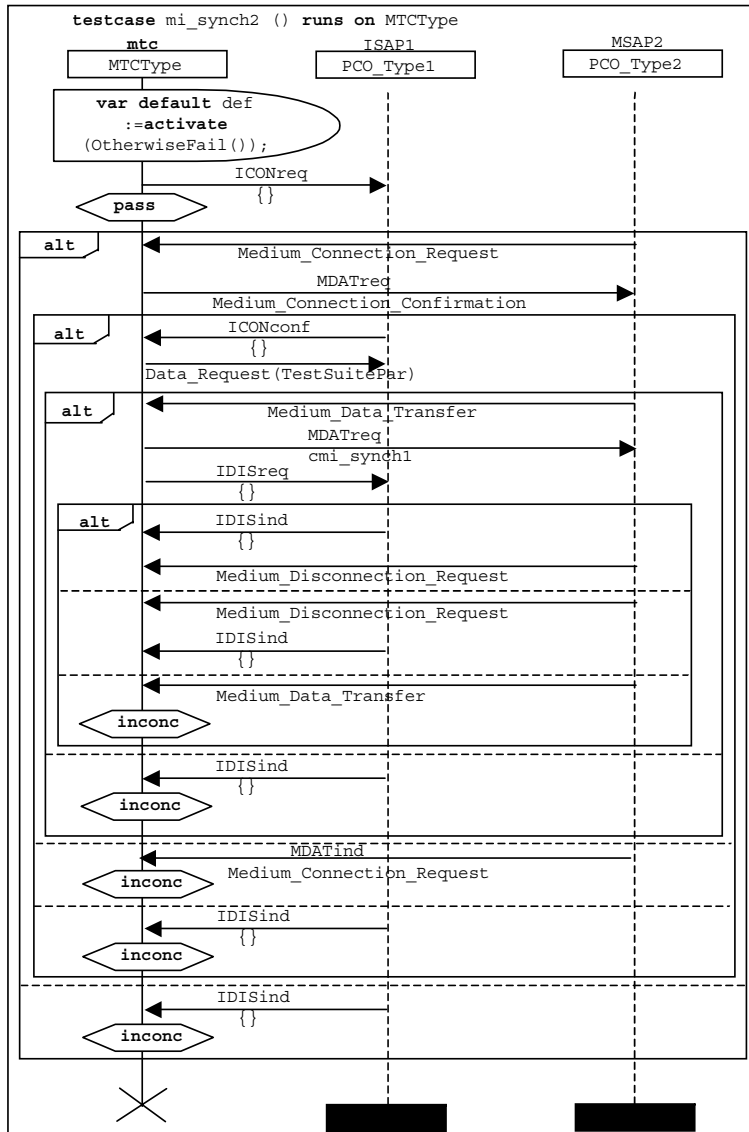 testcase mi_synch2 () runs on MTCType
mtc ISAP1 MSAP2
MTCType PCO_Type1 PCO_Type2
var default def
:=activate
(OtherwiseFail());
ICONreq
{}
pass
alt
Medium_Connection_Request
MDATreq
Medium_Connection_Confirmation
alt
ICONconf
{}
Data_Request(TestSuitePar)
alt
Medium_Data_Transfer
MDATreq
cmi_synch1
IDISreq
{}
alt
IDISind
{}
Medium_Disconnection_Request
Medium_Disconnection_Request
IDISind
{}
Medium_Data_Transfer
inconc
IDISind
{}
inconc
MDATind
Medium_Connection_Request
inconc
IDISind
{}
inconc
IDISind
{}
inconc